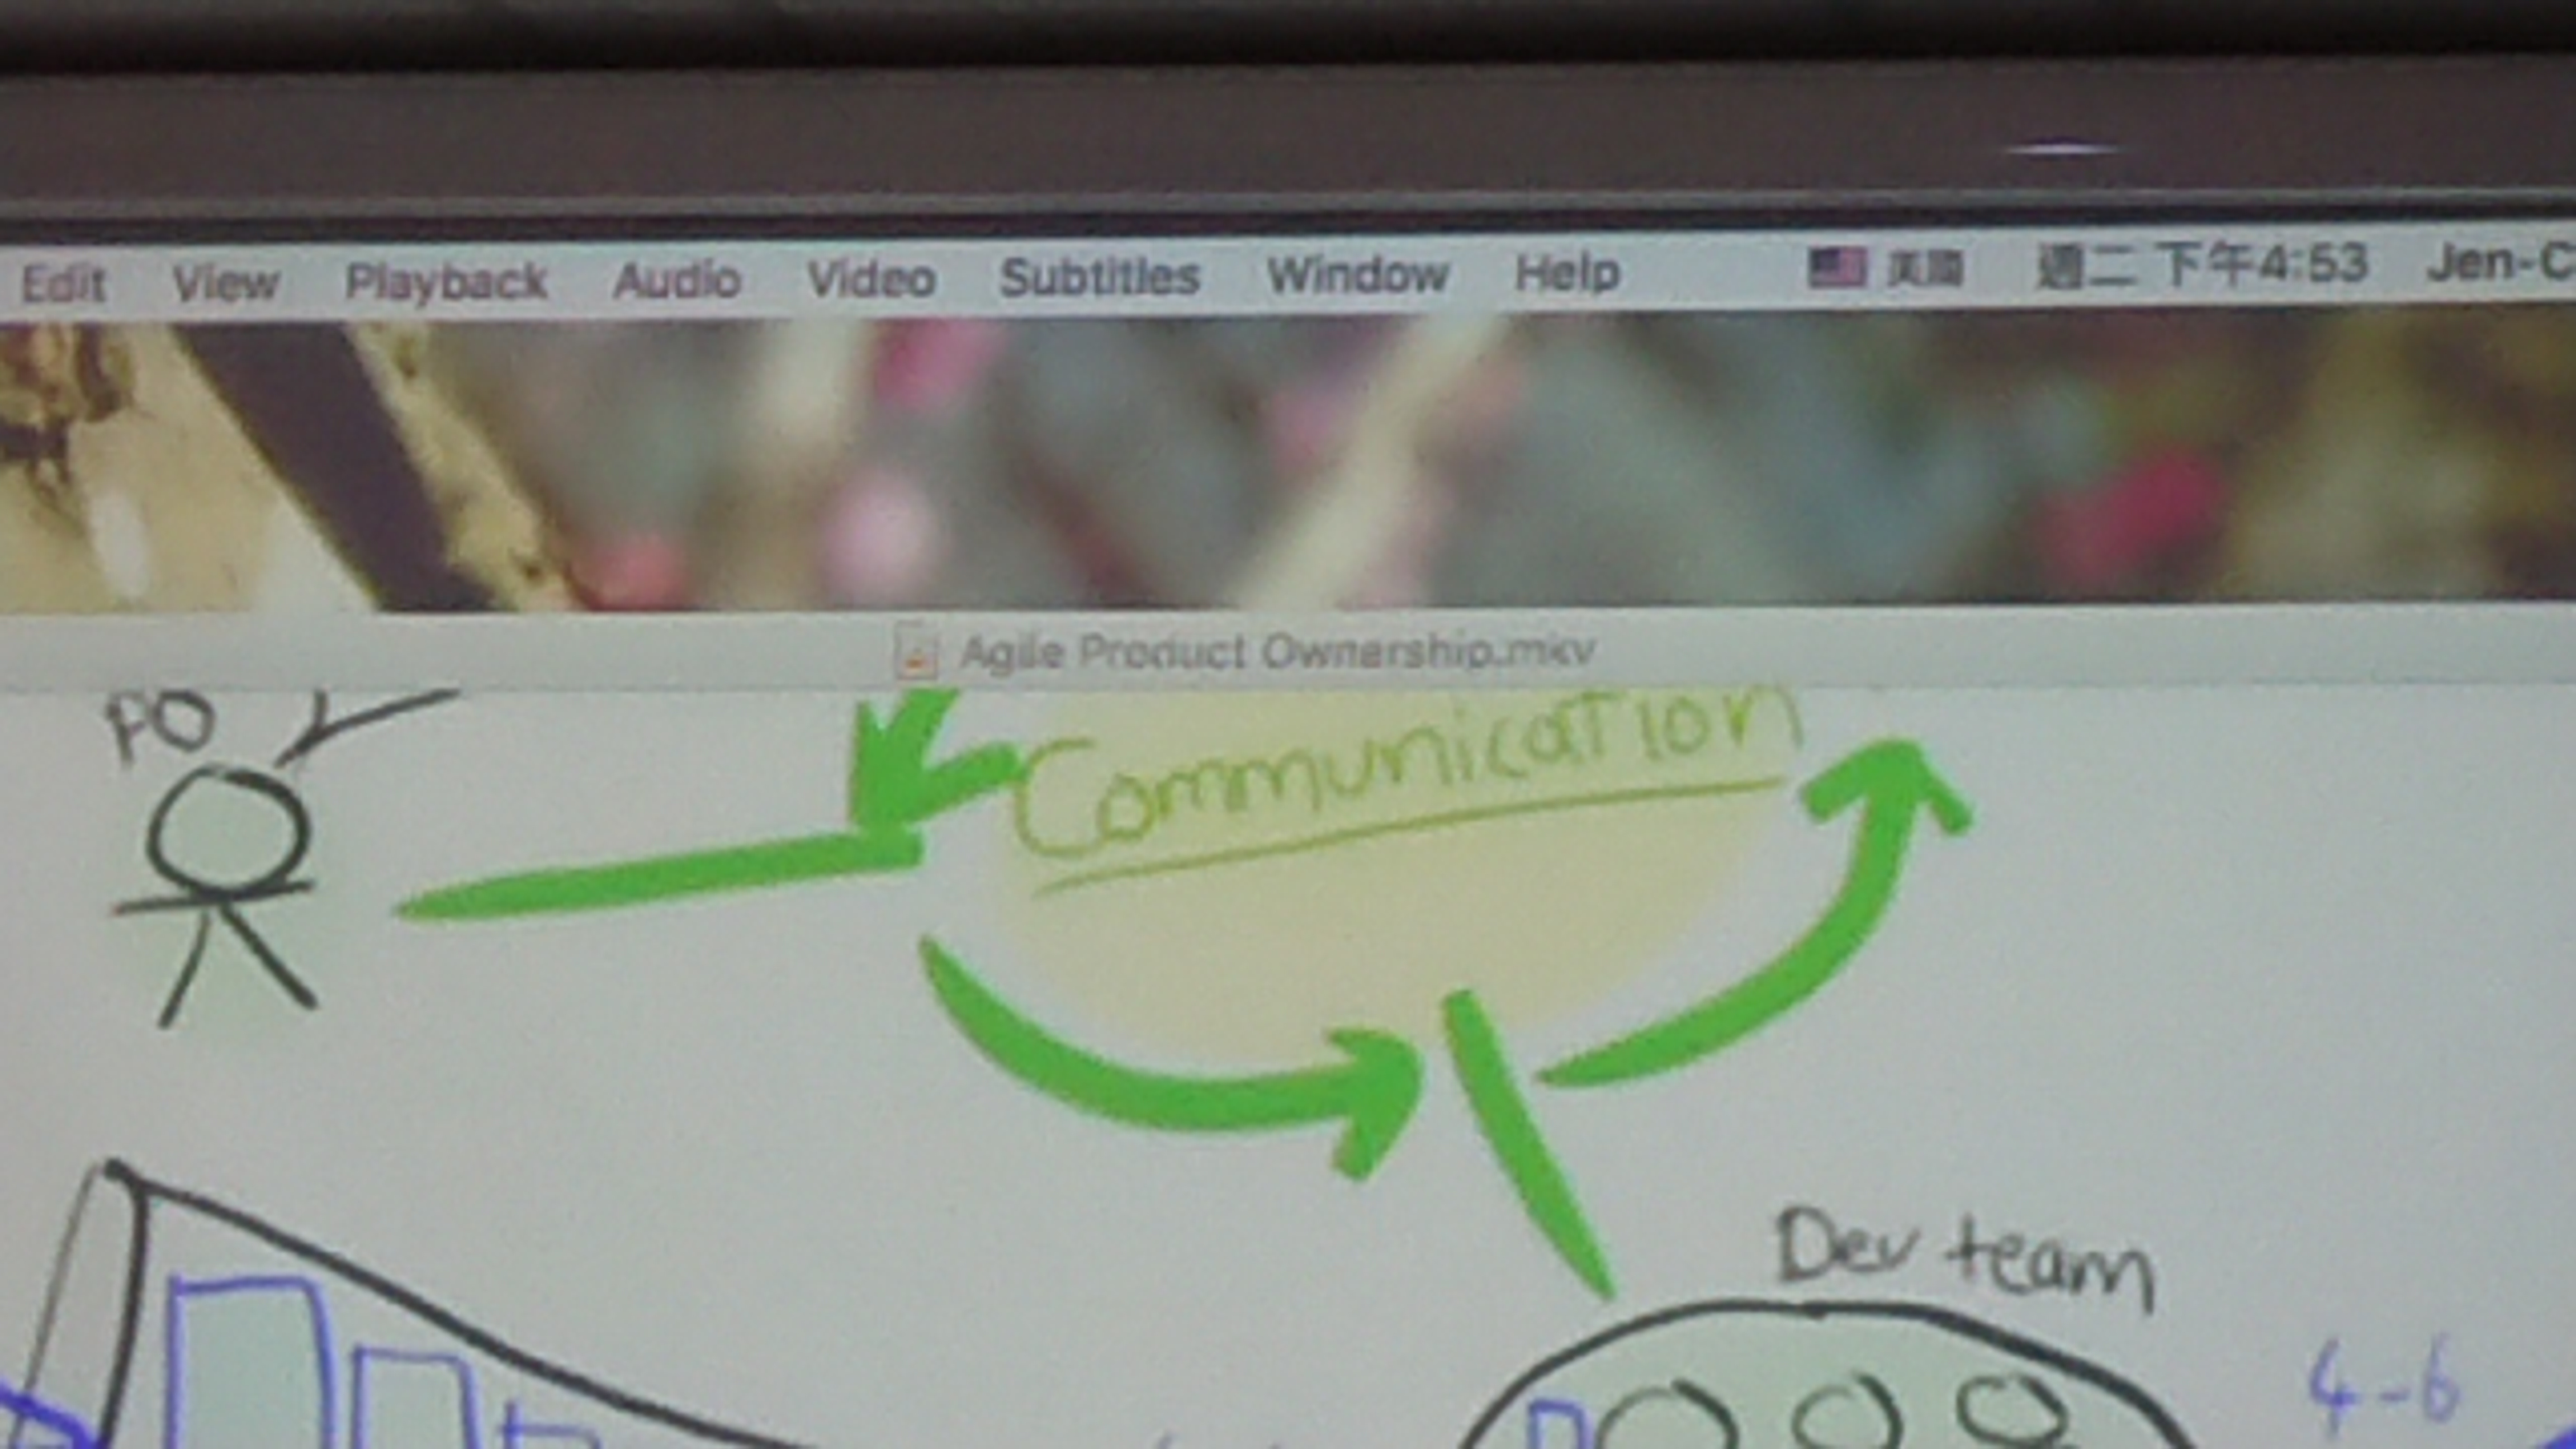 Edit View Playback Audio Video Subtitles Window Help 美國 週二 下午4:53 Jen-C
Agile Product Ownership.mkv
PO
Communication
Dev team
4-6